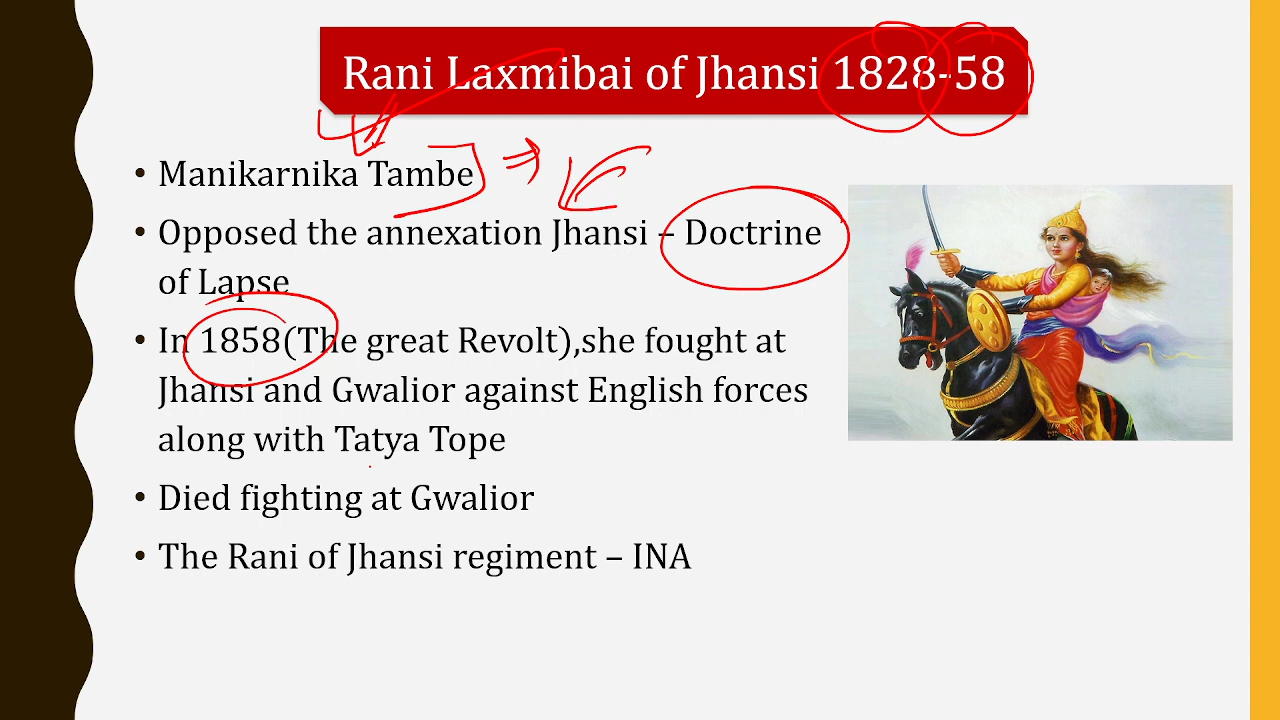 Rani Laxmibai of Jhansi 1828-58
• Manikarnika Tambe
• Opposed the annexation Jhansi – Doctrine
of Lapse
• In 1858(The great Revolt),she fought at
Jhansi and Gwalior against English forces
along with Tatya Tope
• Died fighting at Gwalior
• The Rani of Jhansi regiment – INA